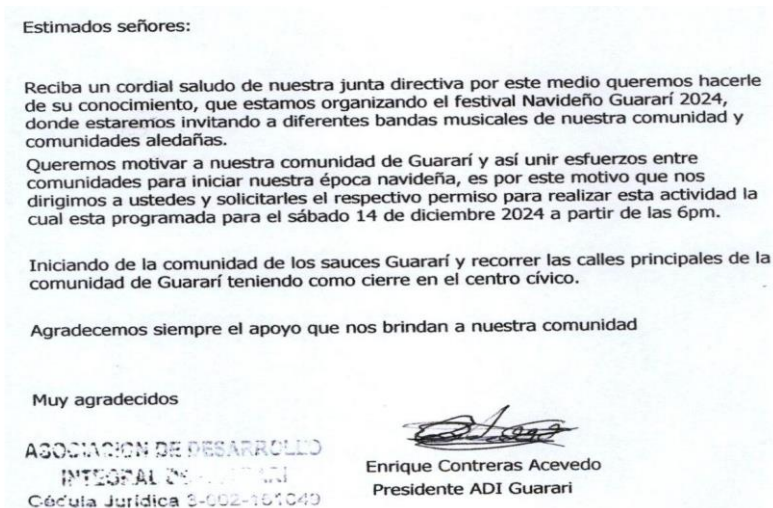 Estimados señores:
Reciba un cordial saludo de nuestra junta directiva por este medio queremos hacerle
de su conocimiento, que estamos organizando el festival Navideño Guararí 2024,
donde estaremos invitando a diferentes bandas musicales de nuestra comunidad y
comunidades aledañas.
Queremos motivar a nuestra comunidad de Guararí y así unir esfuerzos entre
comunidades para iniciar nuestra época navideña, es por este motivo que nos
dirigimos a ustedes y solicitarles el respectivo permiso para realizar esta actividad la
cual esta programada para el sábado 14 de diciembre 2024 a partir de las 6pm.
Iniciando de la comunidad de los sauces Guararí y recorrer las calles principales de la
comunidad de Guararí teniendo como cierre en el centro cívico.
Agradecemos siempre el apoyo que nos brindan a nuestra comunidad
Muy agradecidos
ASOCIACION DE DESARROLLO
INTEGRAL
Cédula Jurídica
Enrique Contreras Acevedo
Presidente ADI Guarari